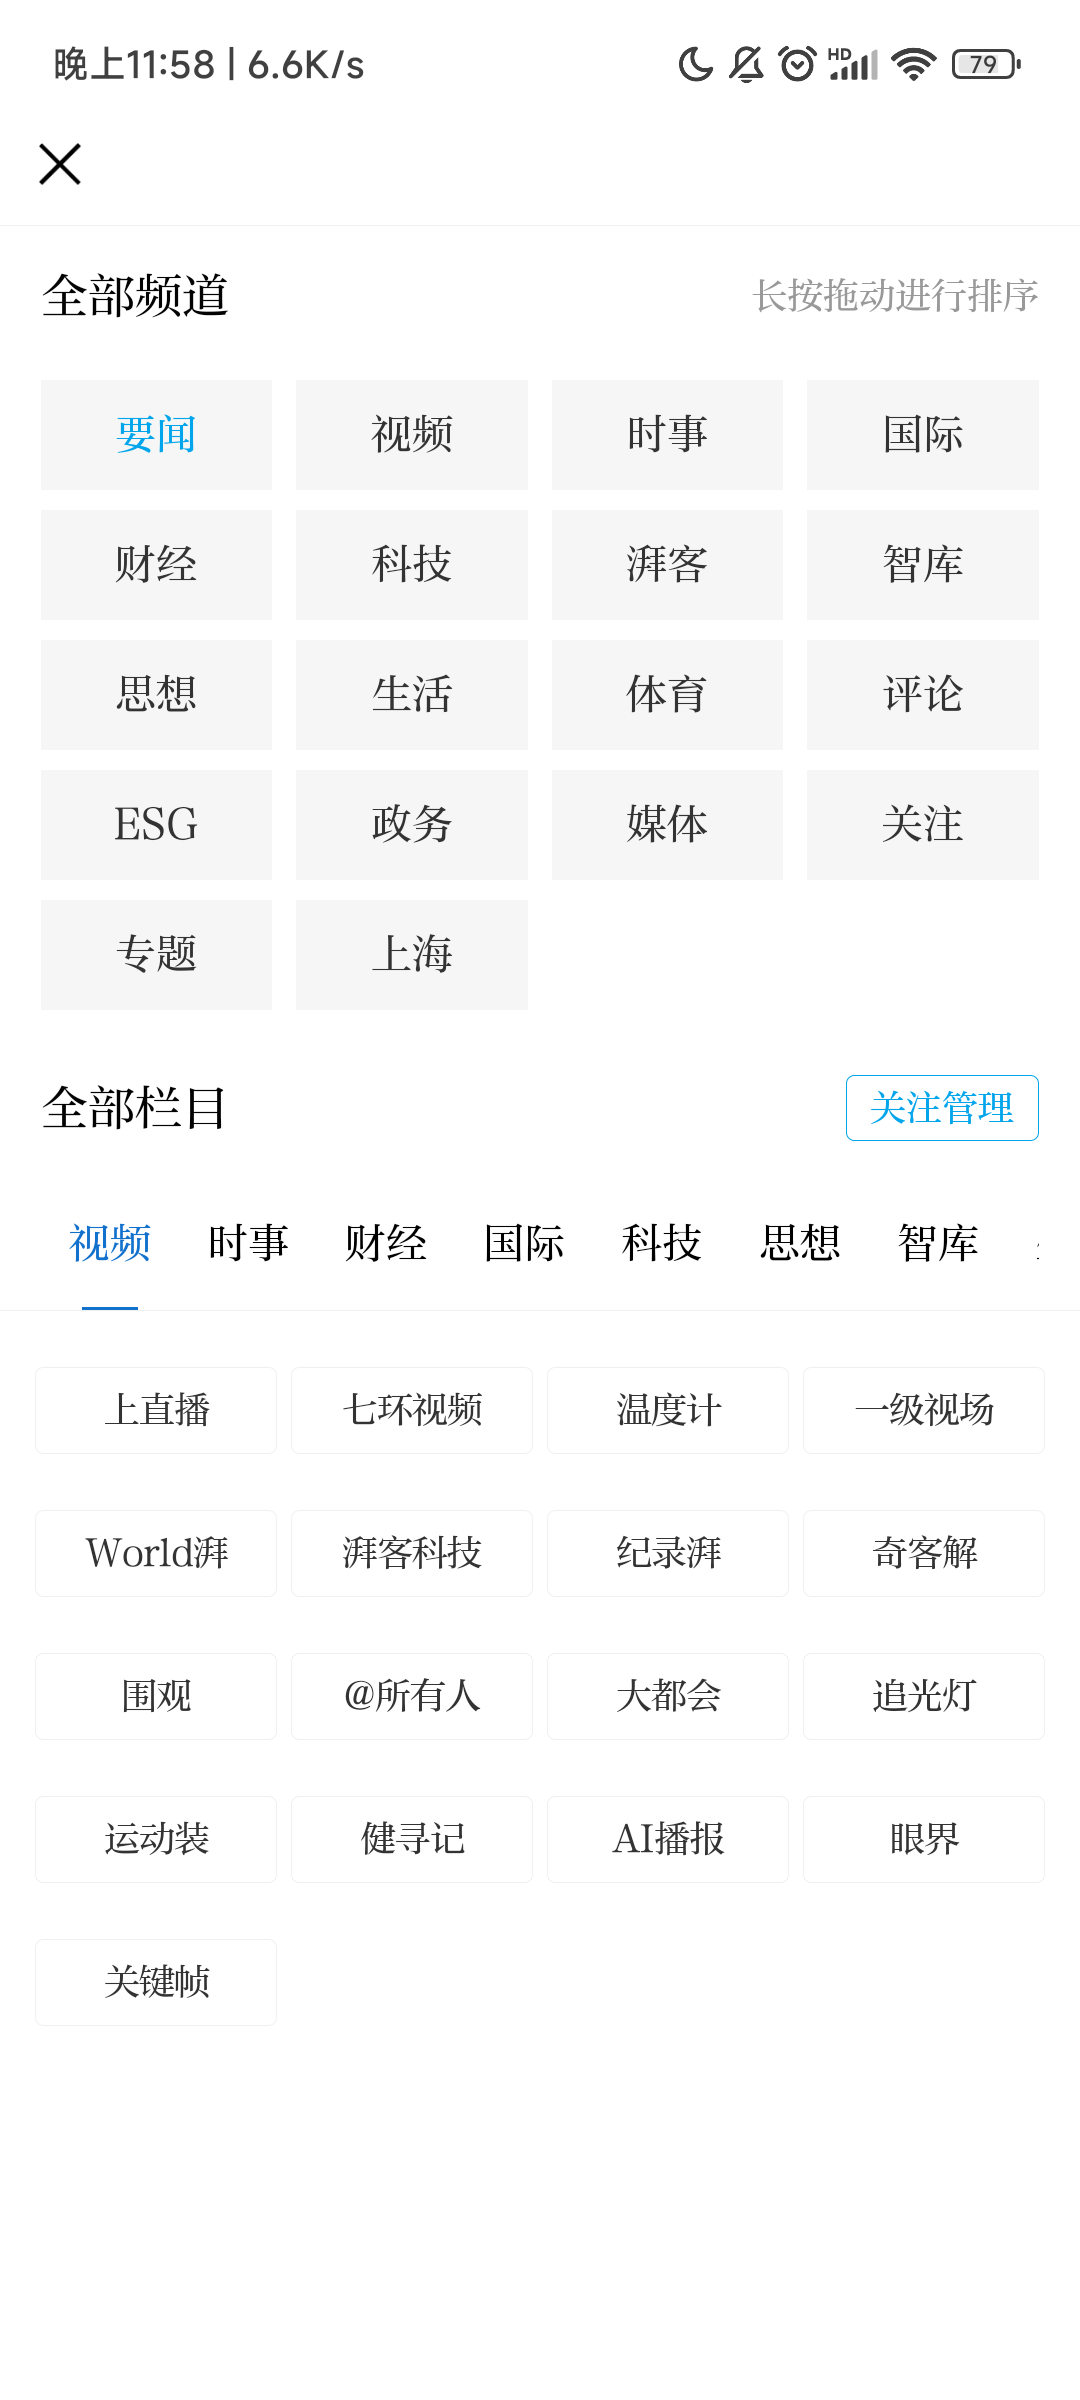 晚上11:58 | 6.6K/s HD 79
全部频道 长按拖动进行排序
要闻 视频 时事 国际
财经 科技 湃客 智库
思想 生活 体育 评论
ESG 政务 媒体 关注
专题 上海
全部栏目 关注管理
视频 时事 财经 国际 科技 思想 智库
上直播 七环视频 温度计 一级视场
World湃 湃客科技 纪录湃 奇客解
围观 @所有人 大都会 追光灯
运动装 健寻记 AI播报 眼界
关键帧